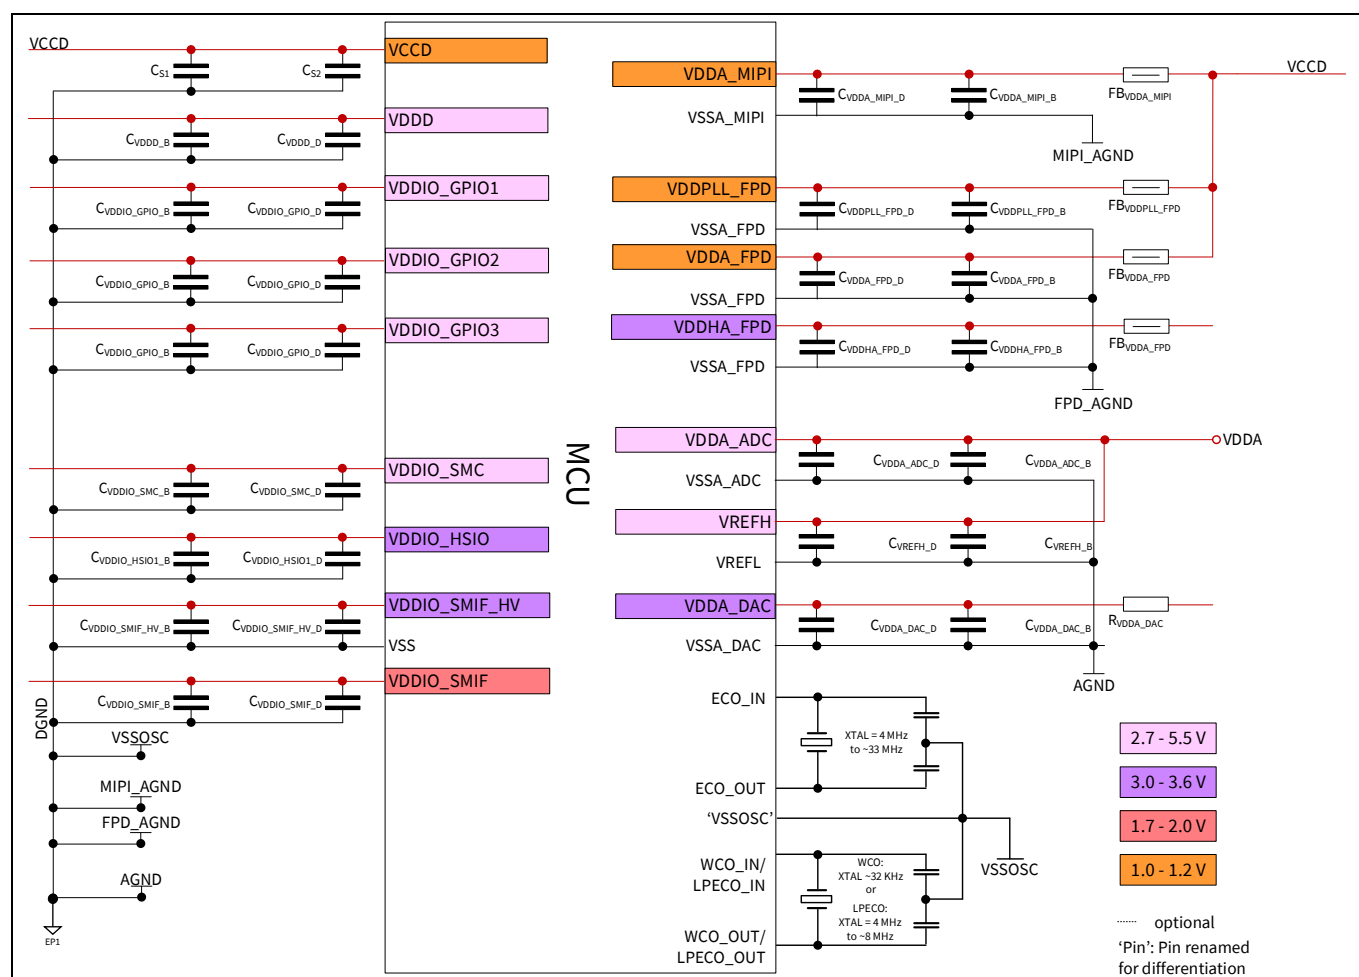 VCCD
CS1
CS2
VCCD
VDDD
CVDDD_B
CVDDD_D
VDDIO_GPIO1
CVDDIO_GPIO_B
CVDDIO_GPIO_D
VDDIO_GPIO2
CVDDIO_GPIO_B
CVDDIO_GPIO_D
VDDIO_GPIO3
CVDDIO_GPIO_B
CVDDIO_GPIO_D
VDDIO_SMC
CVDDIO_SMC_B
CVDDIO_SMC_D
VDDIO_HSIO
CVDDIO_HSIO1_B
CVDDIO_HSIO1_D
VDDIO_SMIF_HV
CVDDIO_SMIF_HV_B
CVDDIO_SMIF_HV_D
VSS
VDDIO_SMIF
CVDDIO_SMIF_B
CVDDIO_SMIF_D
DGND
VSSOSC
MIPI_AGND
FPD_AGND
AGND
EP1
MCU
VDDA_MIPI
CVDDA_MIPI_D
CVDDA_MIPI_B
FBVDDA_MIPI
VCCD
VSSA_MIPI
MIPI_AGND
VDDPLL_FPD
CVDDPLL_FPD_D
CVDDPLL_FPD_B
FBVDDPLL_FPD
VSSA_FPD
VDDA_FPD
CVDDA_FPD_D
CVDDA_FPD_B
FBVDDA_FPD
VSSA_FPD
VDDHA_FPD
CVDDHA_FPD_D
CVDDHA_FPD_B
FBVDDA_FPD
VSSA_FPD
FPD_AGND
VDDA_ADC
CVDDA_ADC_D
CVDDA_ADC_B
VDDA
VSSA_ADC
VREFH
CVREFH_D
CVREFH_B
VREFL
VDDA_DAC
CVDDA_DAC_D
CVDDA_DAC_B
RVDDA_DAC
VSSA_DAC
AGND
ECO_IN
XTAL = 4 MHz
to ~33 MHz
ECO_OUT
‘VSSOSC’
VSSOSC
WCO_IN/
LPECO_IN
WCO:
XTAL ~32 KHz
or
LPECO:
XTAL = 4 MHz
to ~8 MHz
WCO_OUT/
LPECO_OUT
2.7 - 5.5 V
3.0 - 3.6 V
1.7 - 2.0 V
1.0 - 1.2 V
optional
‘Pin’: Pin renamed
for differentiation